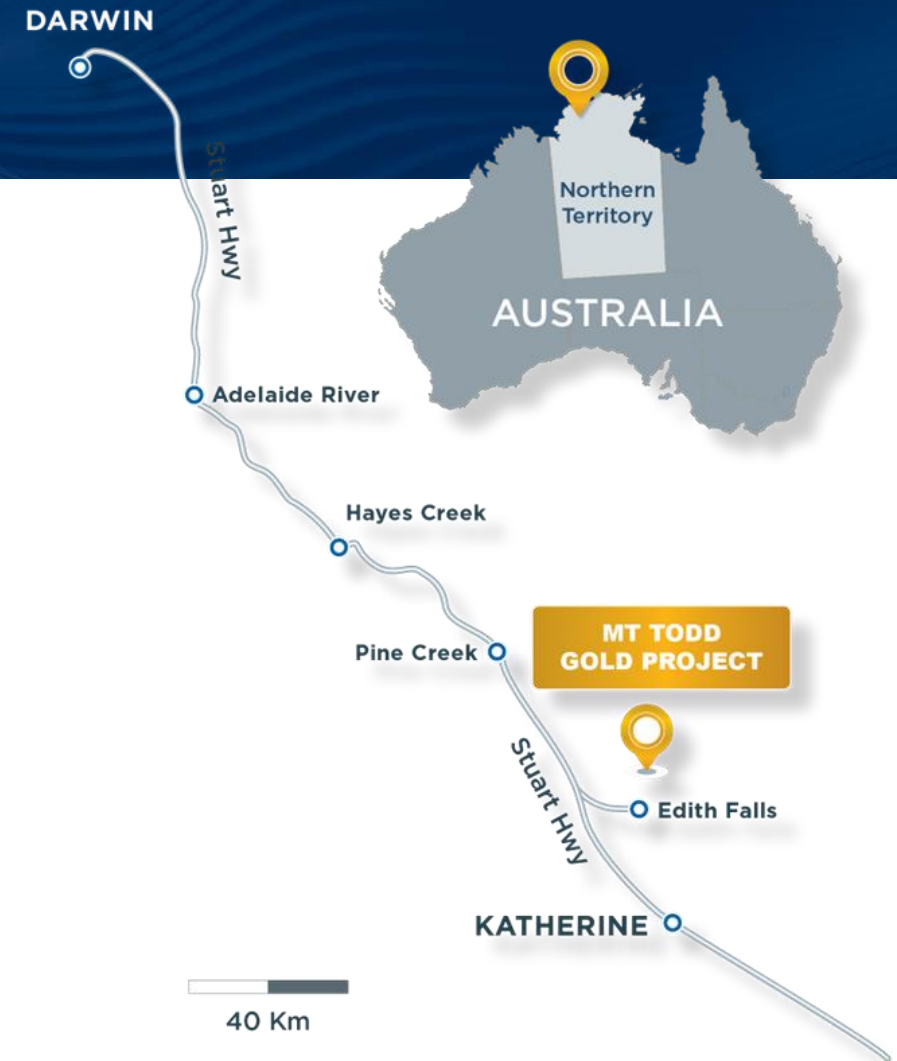 DARWIN
Stuart Hwy
Northern
Territory
AUSTRALIA
Adelaide River
Hayes Creek
Pine Creek
MT TODD
GOLD PROJECT
Stuart Hwy
Edith Falls
KATHERINE
40 Km